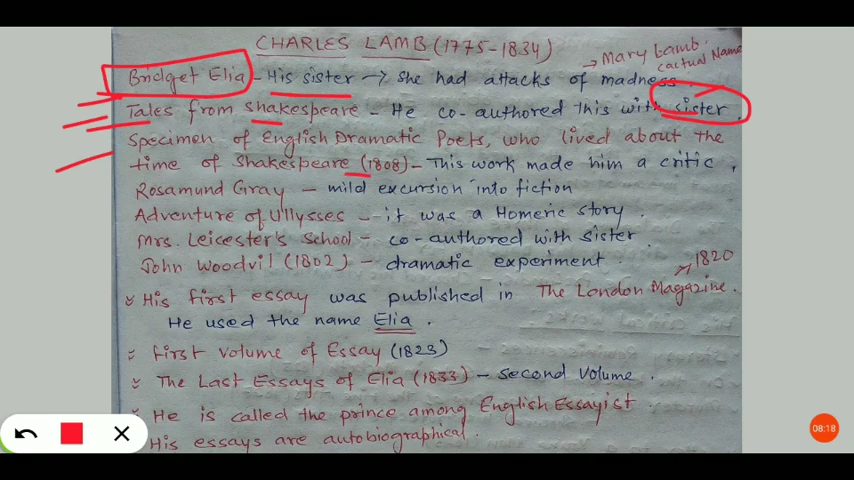 CHARLES LAMB (1775-1834)
→ Mary Lamb
(actual Name
Bridget Elia - His sister → She had attacks of madness.
Tales from Shakespeare - He co-authored this with sister.
Specimen of English Dramatic Poets, who lived about the
time of Shakespeare (1808) - This work made him a critic.
Rosamund Gray - mild excursion into fiction
Adventure of Ullysses - it was a Homeric story.
Mrs. Leicester's School - co-authored with sister.
John Woodvil (1802) - dramatic experiment.
1820
His first essay was published in The London Magazine.
He used the name Elia.
First Volume of Essay (1823)
The Last Essays of Elia (1833) - Second Volume.
He is called the prince among English Essayist
His essays are autobiographical.
08:18